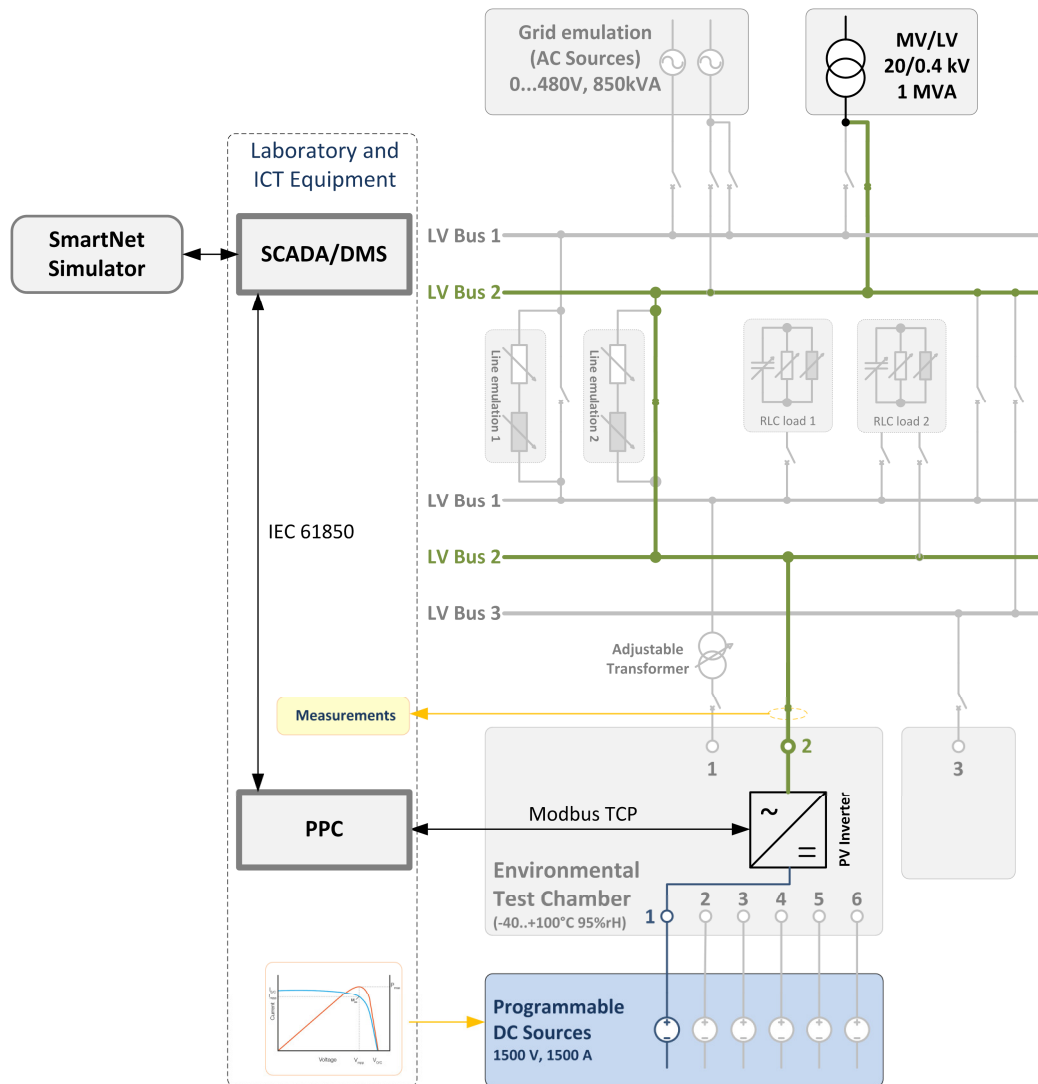 Grid emulation
(AC Sources)
0...480V, 850kVA
MV/LV
20/0.4 kV
1 MVA
Laboratory and
ICT Equipment
SmartNet
Simulator
SCADA/DMS
LV Bus 1
LV Bus 2
Line emulation 1
Line emulation 2
RLC load 1
RLC load 2
LV Bus 1
IEC 61850
LV Bus 2
LV Bus 3
Adjustable
Transformer
Measurements
1
2
3
PPC
Modbus TCP
~
=
PV Inverter
Environmental
Test Chamber
(-40..+100°C 95%rH)
1
2
3
4
5
6
Current
Voltage
Programmable
DC Sources
1500 V, 1500 A